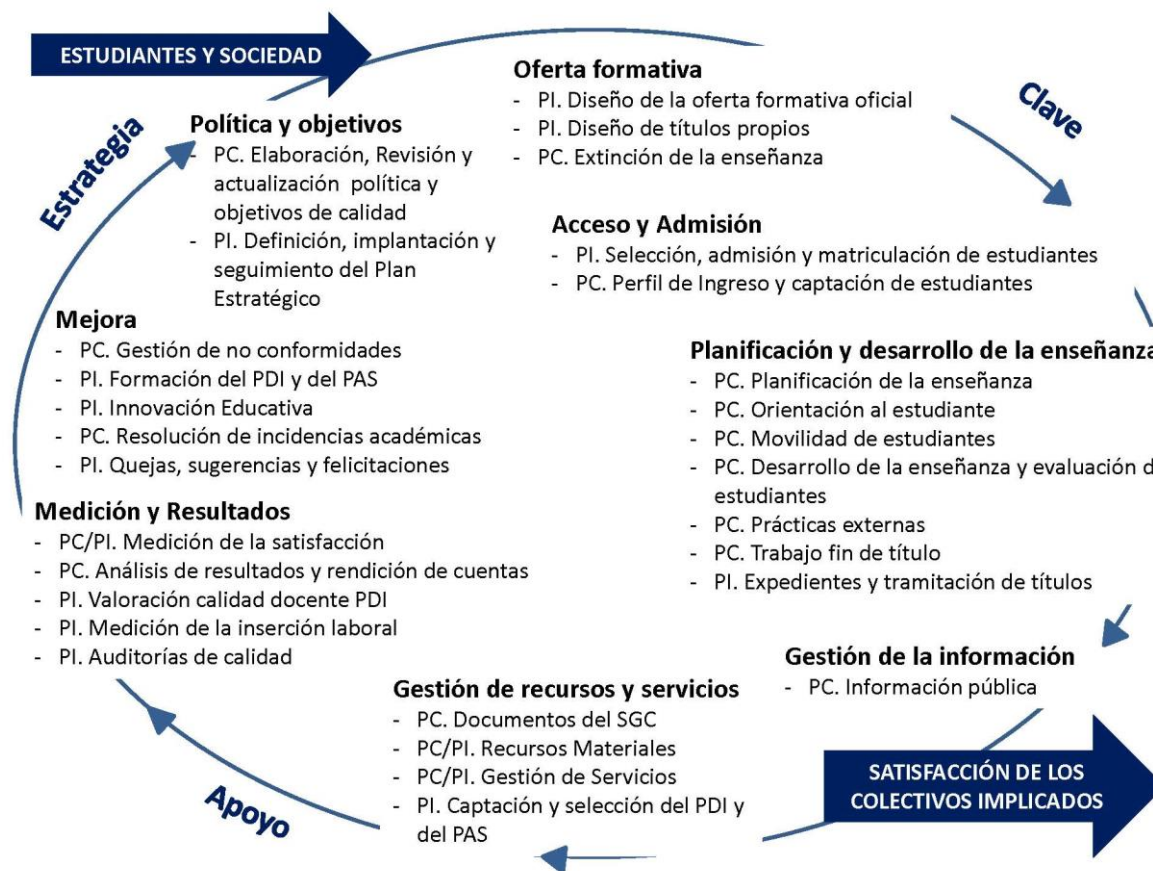 ESTUDIANTES Y SOCIEDAD
Estrategia
Clave
Apoyo
Política y objetivos
- PC. Elaboración, Revisión y
actualización política y
objetivos de calidad
- PI. Definición, implantación y
seguimiento del Plan
Estratégico
Oferta formativa
- PI. Diseño de la oferta formativa oficial
- PI. Diseño de títulos propios
- PC. Extinción de la enseñanza
Acceso y Admisión
- PI. Selección, admisión y matriculación de estudiantes
- PC. Perfil de Ingreso y captación de estudiantes
Planificación y desarrollo de la enseñanza
- PC. Planificación de la enseñanza
- PC. Orientación al estudiante
- PC. Movilidad de estudiantes
- PC. Desarrollo de la enseñanza y evaluación d
estudiantes
- PC. Prácticas externas
- PC. Trabajo fin de título
- PI. Expedientes y tramitación de títulos
Gestión de la información
- PC. Información pública
Mejora
- PC. Gestión de no conformidades
- PI. Formación del PDI y del PAS
- PI. Innovación Educativa
- PC. Resolución de incidencias académicas
- PI. Quejas, sugerencias y felicitaciones
Medición y Resultados
- PC/PI. Medición de la satisfacción
- PC. Análisis de resultados y rendición de cuentas
- PI. Valoración calidad docente PDI
- PI. Medición de la inserción laboral
- PI. Auditorías de calidad
Gestión de recursos y servicios
- PC. Documentos del SGC
- PC/PI. Recursos Materiales
- PC/PI. Gestión de Servicios
- PI. Captación y selección del PDI y
del PAS
SATISFACCIÓN DE LOS
COLECTIVOS IMPLICADOS